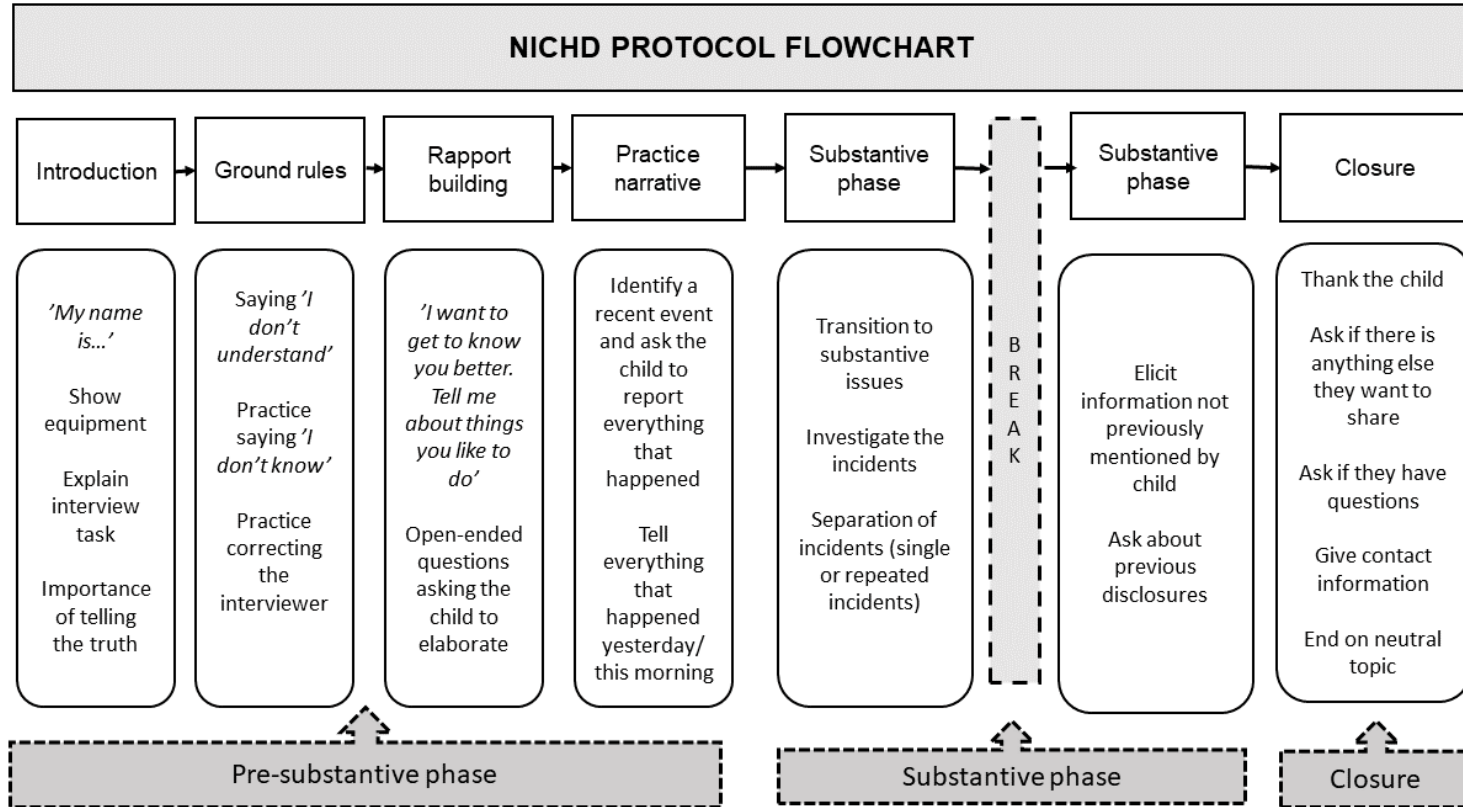 NICHD PROTOCOL FLOWCHART
Introduction
Ground rules
Rapport
building
Practice
narrative
Substantive
phase
Substantive
phase
Closure
’My name
is…’
Show
equipment
Explain
interview
task
Importance
of telling
the truth
Saying ’I
don’t
understand’
Practice
saying ’I
don’t know’
Practice
correcting
the
interviewer
’I want to
get to know
you better.
Tell me
about things
you like to
do’
Open-ended
questions
asking the
child to
elaborate
Identify a
recent event
and ask the
child to
report
everything
that
happened
Tell
everything
that
happened
yesterday/
this morning
Transition to
substantive
issues
Investigate the
incidents
Separation of
incidents (single
or repeated
incidents)
B
R
E
A
K
Elicit
information not
previously
mentioned by
child
Ask about
previous
disclosures
Thank the child
Ask if there is
anything else
they want to
share
Ask if they have
questions
Give contact
information
End on neutral
topic
Pre-substantive phase
Substantive phase
Closure